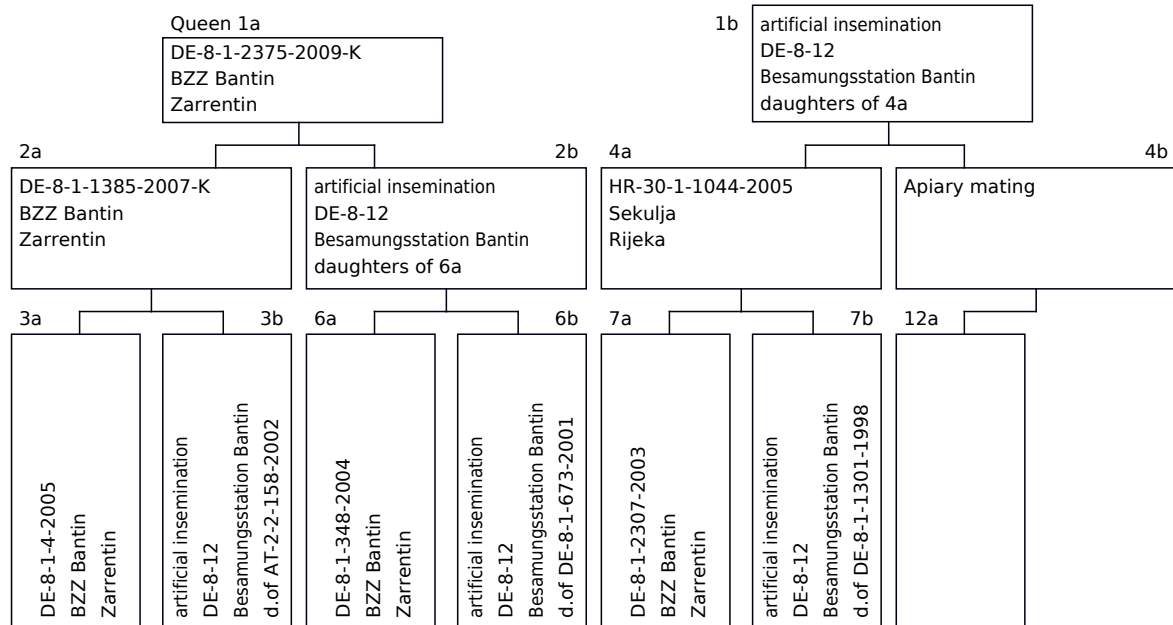 Queen 1a
DE-8-1-2375-2009-K
BZZ Bantin
Zarrentin
1b
artificial insemination
DE-8-12
Besamungsstation Bantin
daughters of 4a
2a
DE-8-1-1385-2007-K
BZZ Bantin
Zarrentin
2b
artificial insemination
DE-8-12
Besamungsstation Bantin
daughters of 6a
4a
HR-30-1-1044-2005
Sekulja
Rijeka
4b
Apiary mating
3a
DE-8-1-4-2005
BZZ Bantin
Zarrentin
3b
artificial insemination
DE-8-12
Besamungsstation Bantin
d.of AT-2-2-158-2002
6a
DE-8-1-348-2004
BZZ Bantin
Zarrentin
6b
artificial insemination
DE-8-12
Besamungsstation Bantin
d.of DE-8-1-673-2001
7a
DE-8-1-2307-2003
BZZ Bantin
Zarrentin
7b
artificial insemination
DE-8-12
Besamungsstation Bantin
d.of DE-8-1-1301-1998
12a